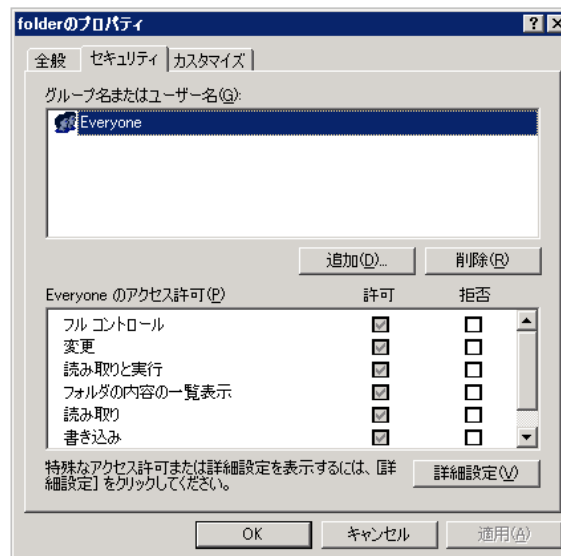 folderのプロパティ
全般 セキュリティ カスタマイズ
グループ名またはユーザー名(G):
Everyone
追加(D)... 削除(R)
Everyone のアクセス許可(P) 許可 拒否
フル コントロール
変更
読み取りと実行
フォルダの内容の一覧表示
読み取り
書き込み
特殊なアクセス許可または詳細設定を表示するには、[詳
細設定] をクリックしてください。
詳細設定(V)
OK キャンセル 適用(A)